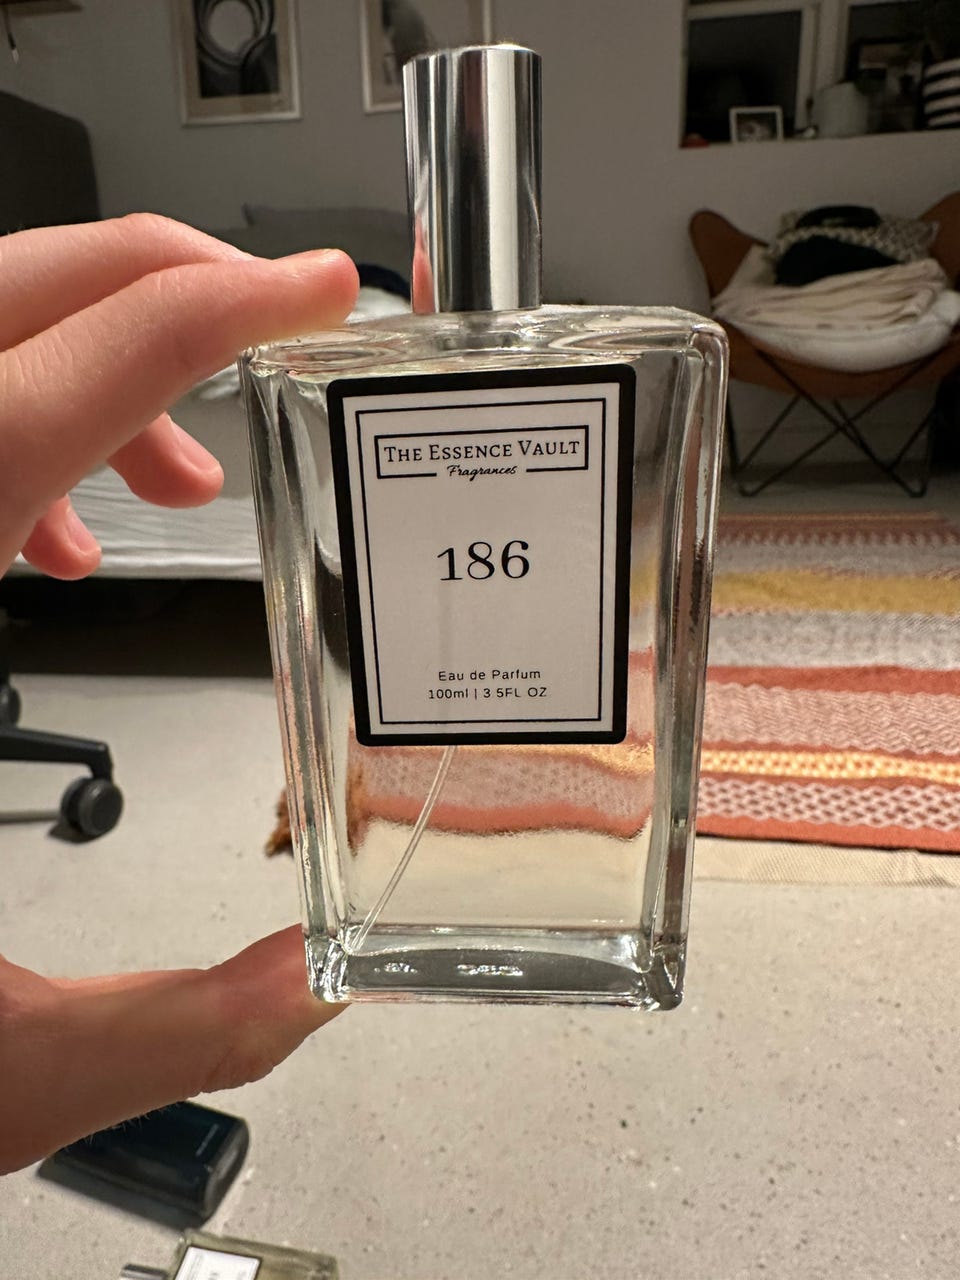 THE ESSENCE VAULT
Fragrances
186
Eau de Parfum
100ml | 3 5FL OZ